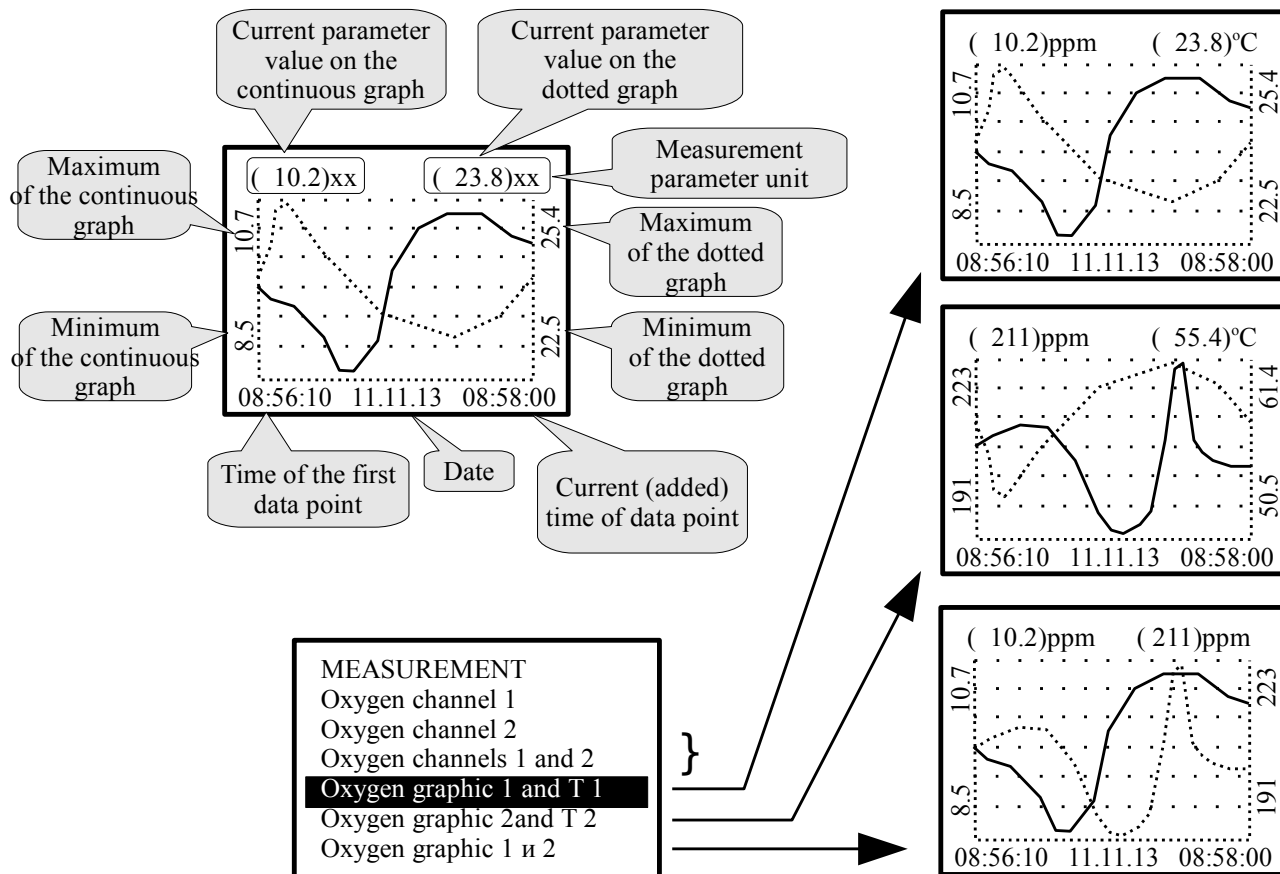 Current parameter
value on the
continuous graph
Current parameter
value on the
dotted graph
Measurement
parameter unit
Maximum
of the continuous
graph
Minimum
of the continuous
graph
( 10.2)xx
( 23.8)xx
10.7
8.5
25.4
22.5
08:56:10 11.11.13 08:58:00
Maximum
of the dotted
graph
Minimum
of the dotted
graph
Time of the first
data point
Date
Current (added)
time of data point
MEASUREMENT
Oxygen channel 1
Oxygen channel 2
Oxygen channels 1 and 2
Oxygen graphic 1 and T 1
Oxygen graphic 2and T 2
Oxygen graphic 1 и 2
}
( 10.2)ppm ( 23.8)ºC
10.7
8.5
25.4
22.5
08:56:10 11.11.13 08:58:00
( 211)ppm ( 55.4)ºC
223
191
61.4
50.5
08:56:10 11.11.13 08:58:00
( 10.2)ppm ( 211)ppm
10.7
8.5
223
191
08:56:10 11.11.13 08:58:00